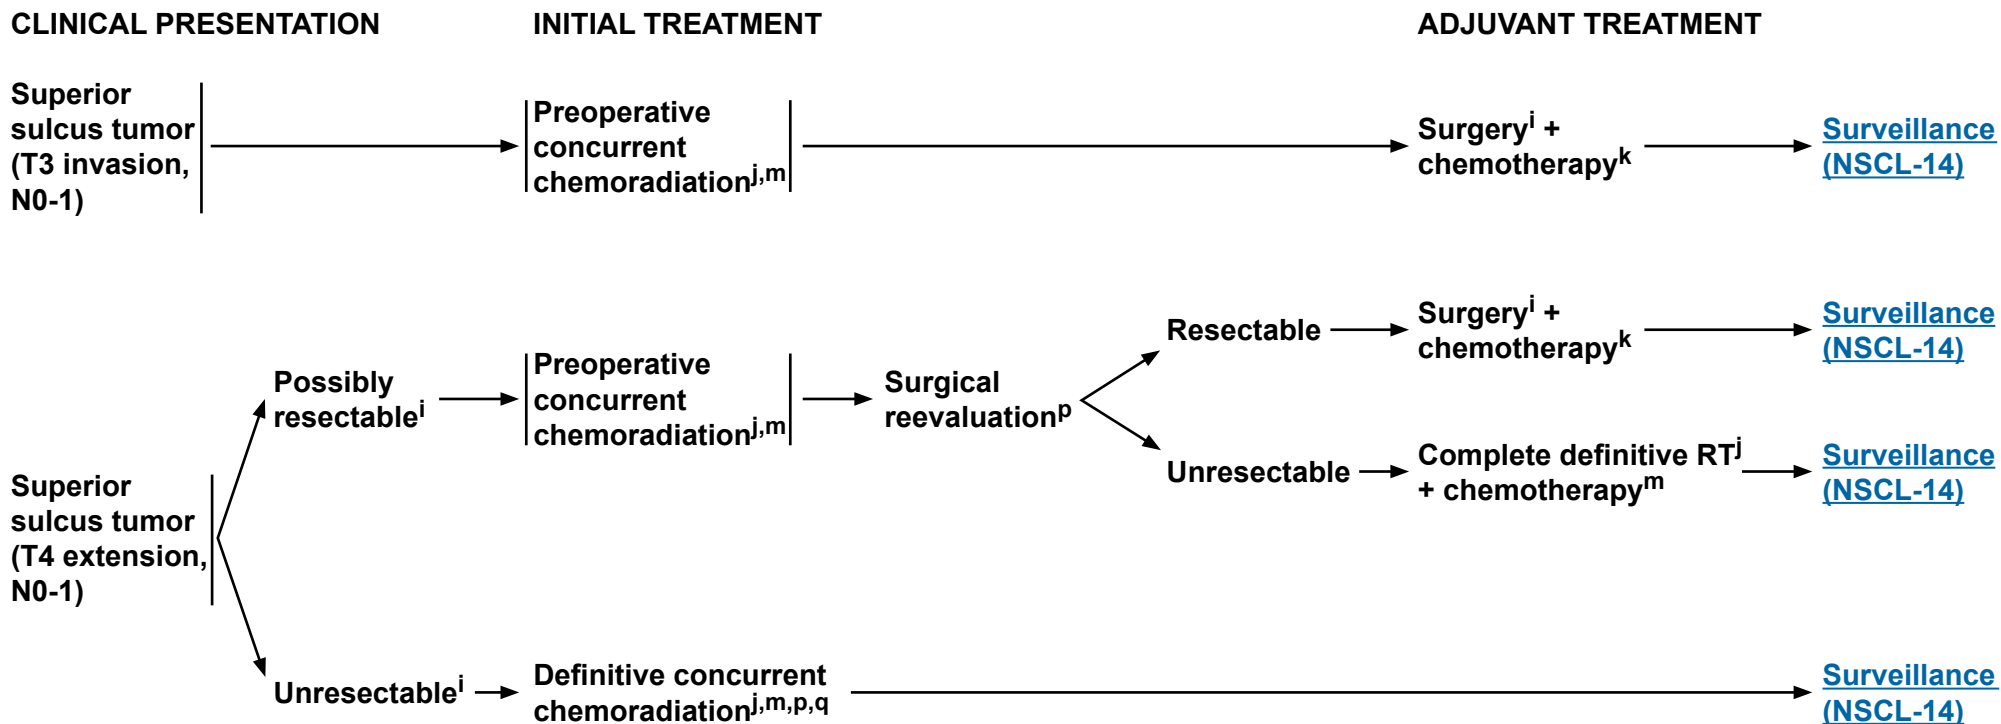 CLINICAL PRESENTATION
INITIAL TREATMENT
ADJUVANT TREATMENT
Superior
sulcus tumor
(T3 invasion,
N0-1)
Preoperative
concurrent
chemoradiationj,m
Surgeryi +
chemotherapyk
Surveillance
(NSCL-14)
Superior
sulcus tumor
(T4 extension,
N0-1)
Possibly
resectablei
Preoperative
concurrent
chemoradiationj,m
Surgical
reevaluationp
Resectable
Surgeryi +
chemotherapyk
Surveillance
(NSCL-14)
Unresectable
Complete definitive RTj
+ chemotherapym
Surveillance
(NSCL-14)
Unresectablei
Definitive concurrent
chemoradiationj,m,p,q
Surveillance
(NSCL-14)